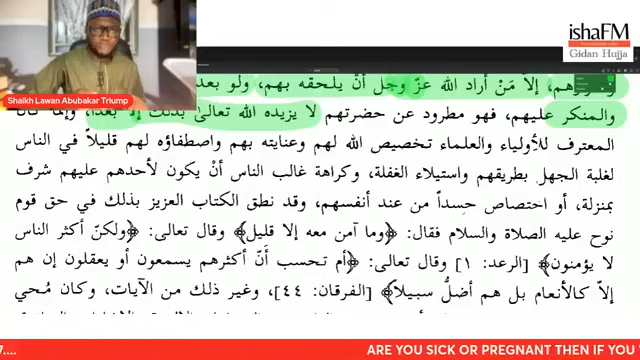 ishaFM
Gidan Hujja
Shaikh Lawan Abubakar Triump
إلاّ مَنْ أراد الله عزّ وجل أنْ يلحقه بهم، ولو بعد
والمنكر عليهم، فهو مطرود عن حضرتهم لا يزيده الله تعالى بذلك إلا بعداً، وإنما كان
المعترف للأولياء والعلماء تخصيص الله لهم وعنايته بهم واصطفاؤه لهم قليلاً في الناس
لغلبة الجهل بطريقهم واستيلاء الغفلة، وكراهة غالب الناس أنْ يكون لأحدهم عليهم شرف
بمنزلة، أو اختصاص حِسداً من عند أنفسهم، وقد نطق الكتاب العزيز بذلك في حق قوم
نوح عليه الصلاة والسلام فقال: ﴿وما آمن معه إلا قليل﴾ وقال تعالى: ﴿ولكنّ أكثر الناس
لا يؤمنون﴾ [الرعد: ١] وقال تعالى: ﴿أم تحسب أَنّ أكثرهم يسمعون أو يعقلون إن هم
إلاّ كالأنعام بل هم أضلُّ سبيلاً﴾ [الفرقان: ٤٤]، وغير ذلك من الآيات، وكان مُحي
7.... ARE YOU SICK OR PREGNANT THEN IF YOU